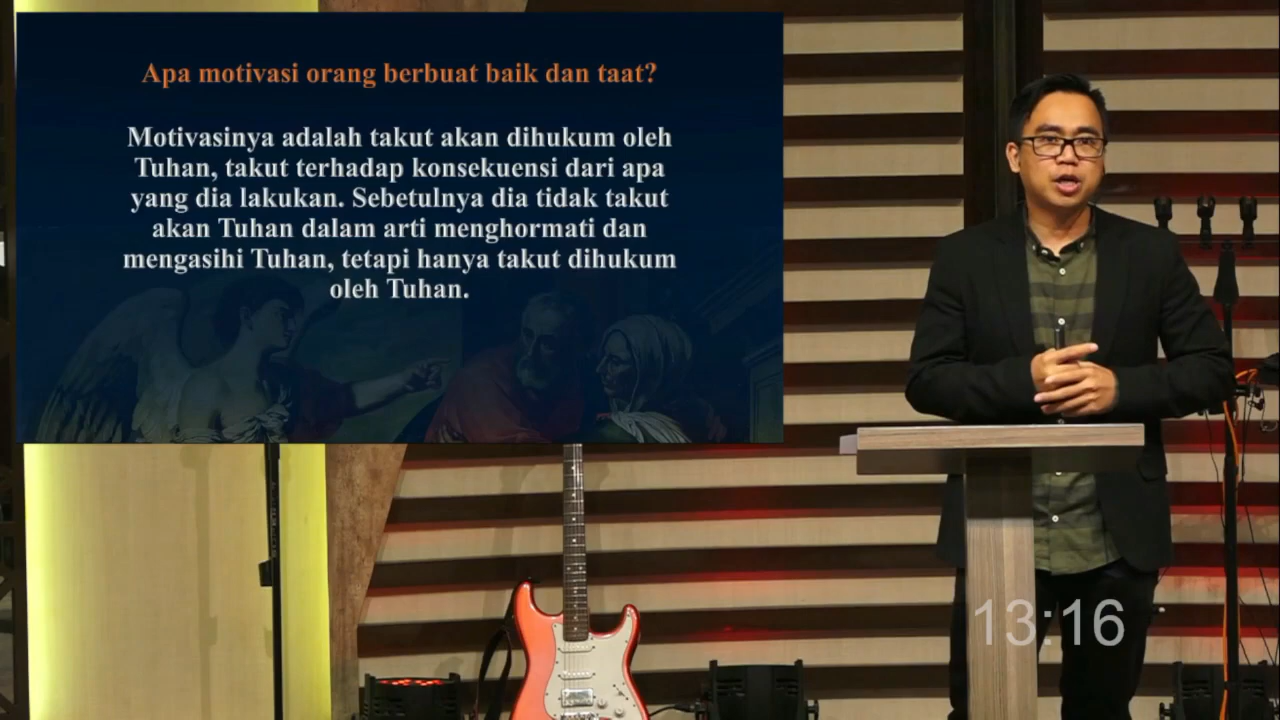 Apa motivasi orang berbuat baik dan taat?
Motivasinya adalah takut akan dihukum oleh
Tuhan, takut terhadap konsekuensi dari apa
yang dia lakukan. Sebetulnya dia tidak takut
akan Tuhan dalam arti menghormati dan
mengasihi Tuhan, tetapi hanya takut dihukum
oleh Tuhan.
13:16